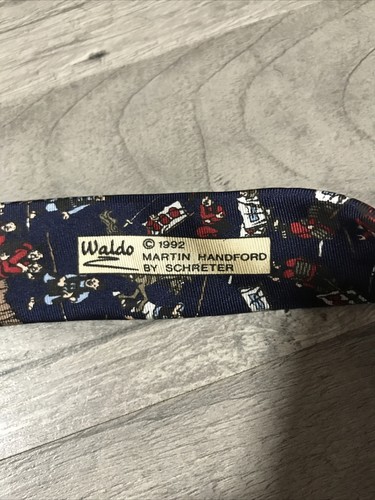 Waldo
© 1992
MARTIN HANDFORD
BY SCHRETER